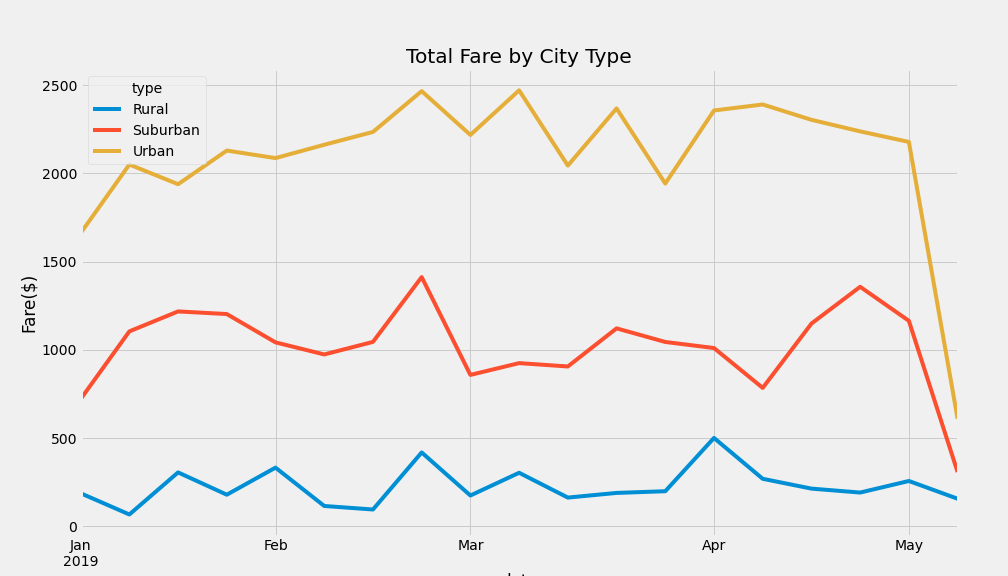 Total Fare by City Type
type
Rural
Suburban
Urban
Fare($)
2500
2000
1500
1000
500
0
Jan Feb Mar Apr May
2019